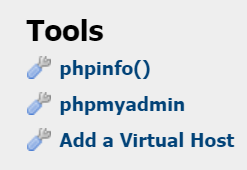 Tools
phpinfo()
phpmyadmin
Add a Virtual Host